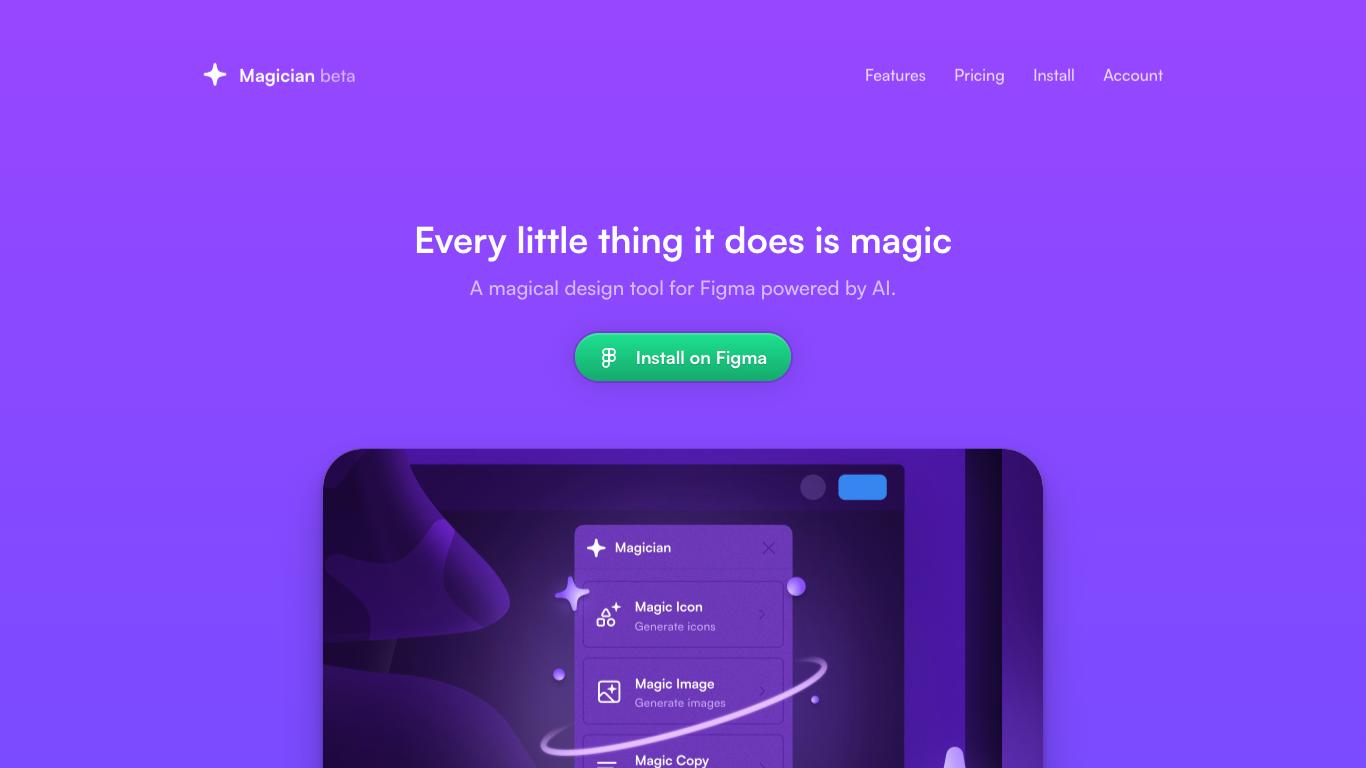 Magician beta
Features Pricing Install Account
Every little thing it does is magic
A magical design tool for Figma powered by AI.
Install on Figma
Magician
Magic Icon
Generate icons
Magic Image
Generate images
Magic Copy